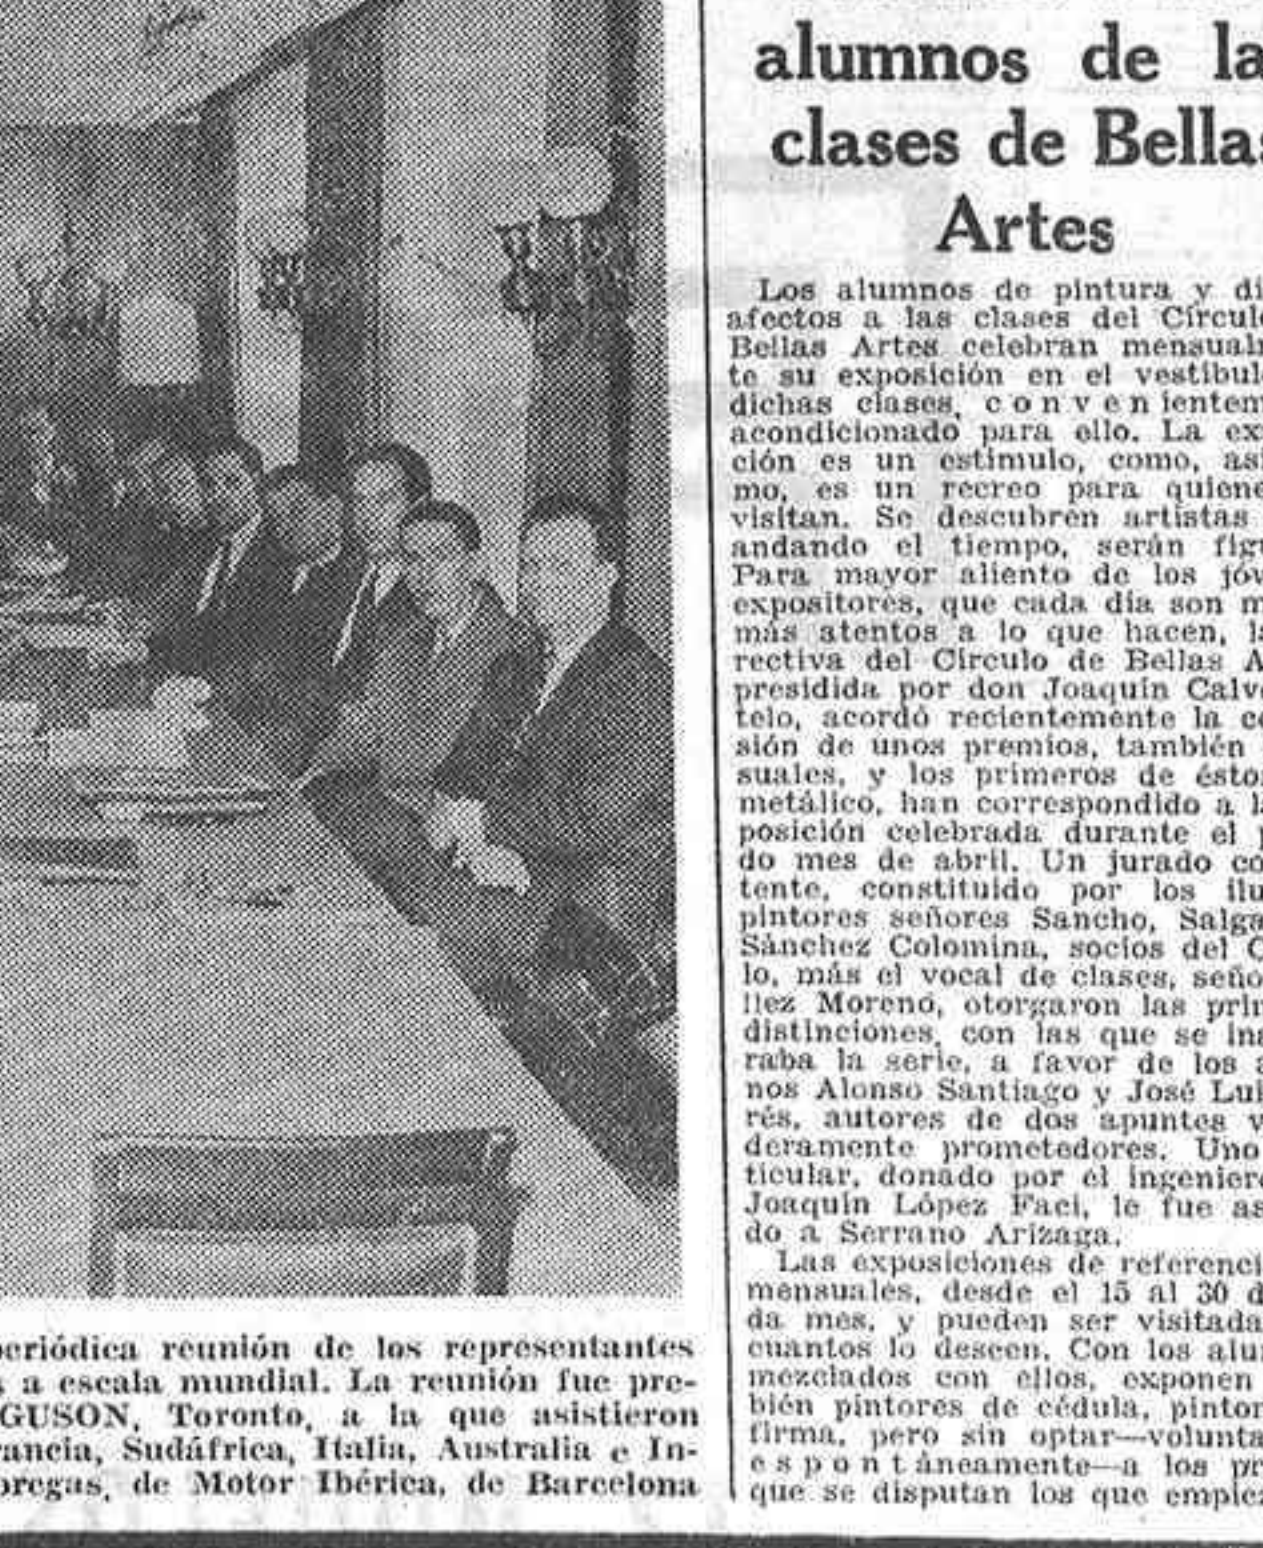 alumnos de la
clases de Bellas
Artes
Los alumnos de pintura y di
afectos a las clases del Círcul
Bellas Artes celebran mensual
te su exposición en el vestíbul
dichas clases, convenientem
acondicionado para ello. La ex
ción es un estímulo, como, asi
mo, es un recreo para quiene
visitan. Se descubren artistas
andando el tiempo, serán fig
Para mayor aliento de los jóv
expositores, que cada día son m
más atentos a lo que hacen, l
rectiva del Círculo de Bellas A
presidida por don Joaquín Calv
telo, acordó recientemente la c
sión de unos premios, también
suales, y los primeros de ésto
metálico, han correspondido a l
posición celebrada durante el p
do mes de abril. Un jurado co
tente, constituido por los ilu
pintores señores Sancho, Salga
Sánchez Colomina, socios del C
lo, más el vocal de clases, seño
llez Moreno, otorgaron las prim
distinciones, con las que se ina
raba la serie, a favor de los a
nos Alonso Santiago y José Lui
rés, autores de dos apuntes v
deramente prometedores. Uno
ticular, donado por el ingenier
Joaquín López Faci, le fue as
do a Serrano Arizaga.
Las exposiciones de referenci
mensuales, desde el 15 al 30 d
da mes, y pueden ser visitada
cuantos lo deseen. Con los alu
mezclados con ellos, exponen
bién pintores de cédula, pintor
firma, pero sin optar—volunta
espontáneamente—a los pr
que se disputan los que empie
periódica reunión de los representantes
s a escala mundial. La reunión fue pre-
GUSON, Toronto, a la que asistieron
rancia, Sudáfrica, Italia, Australia e In-
bregas, de Motor Ibérica, de Barcelona